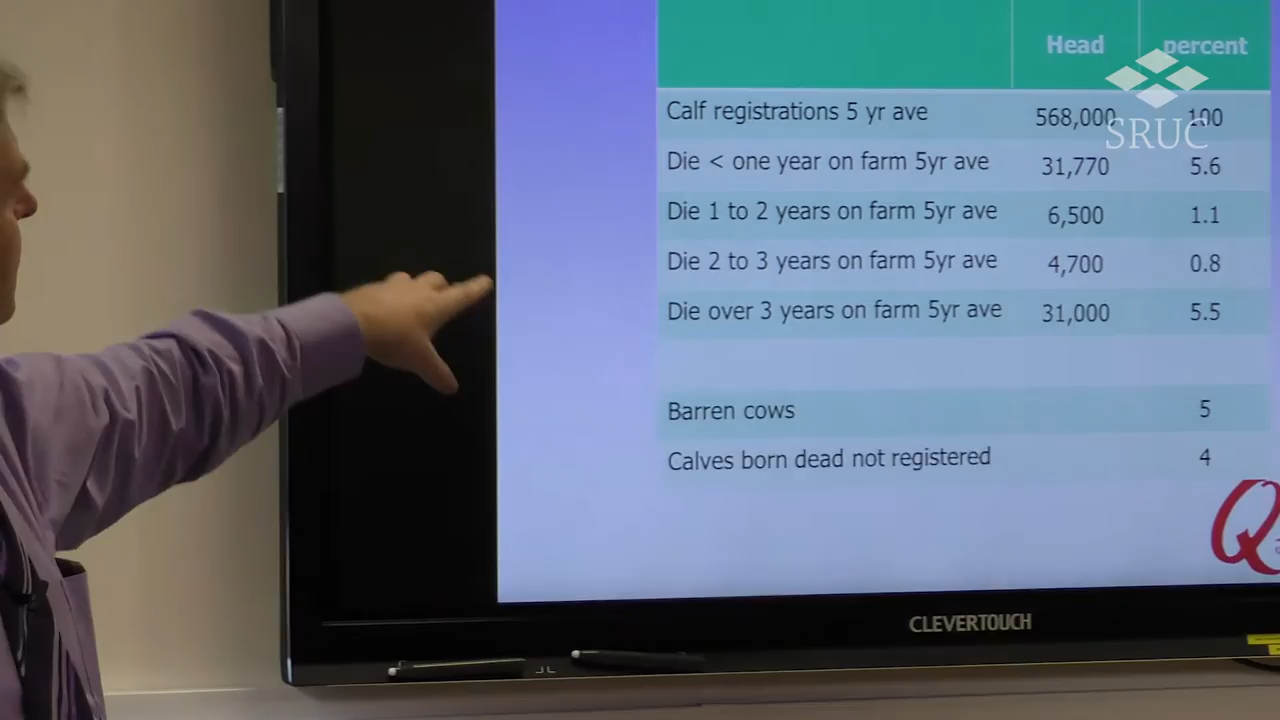 Head percent
Calf registrations 5 yr ave 568,000 100
SRUC
Die < one year on farm 5yr ave 31,770 5.6
Die 1 to 2 years on farm 5yr ave 6,500 1.1
Die 2 to 3 years on farm 5yr ave 4,700 0.8
Die over 3 years on farm 5yr ave 31,000 5.5
Barren cows 5
Calves born dead not registered 4
Q
CLEVERTOUCH